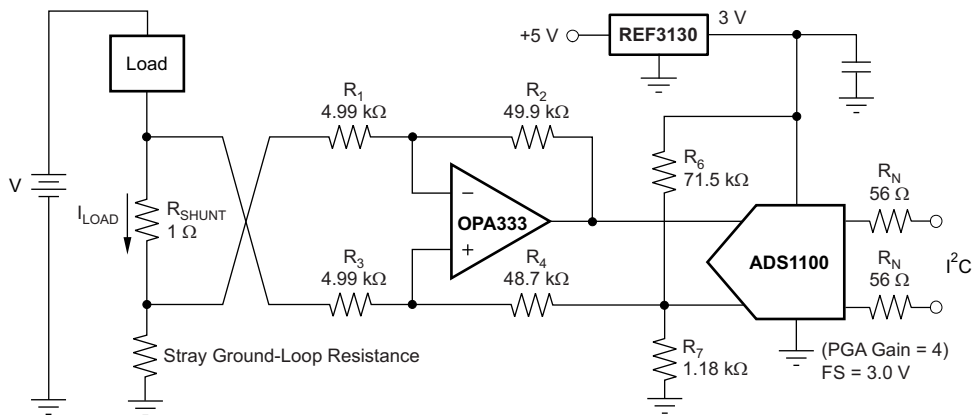 3 V
+5 V
REF3130
Load
R1
4.99 kΩ
R2
49.9 kΩ
R6
71.5 kΩ
V
ILOAD
RSHUNT
1 Ω
−
+
OPA333
RN
56 Ω
ADS1100
RN
56 Ω
I²C
R3
4.99 kΩ
R4
48.7 kΩ
Stray Ground-Loop Resistance
R7
1.18 kΩ
(PGA Gain = 4)
FS = 3.0 V